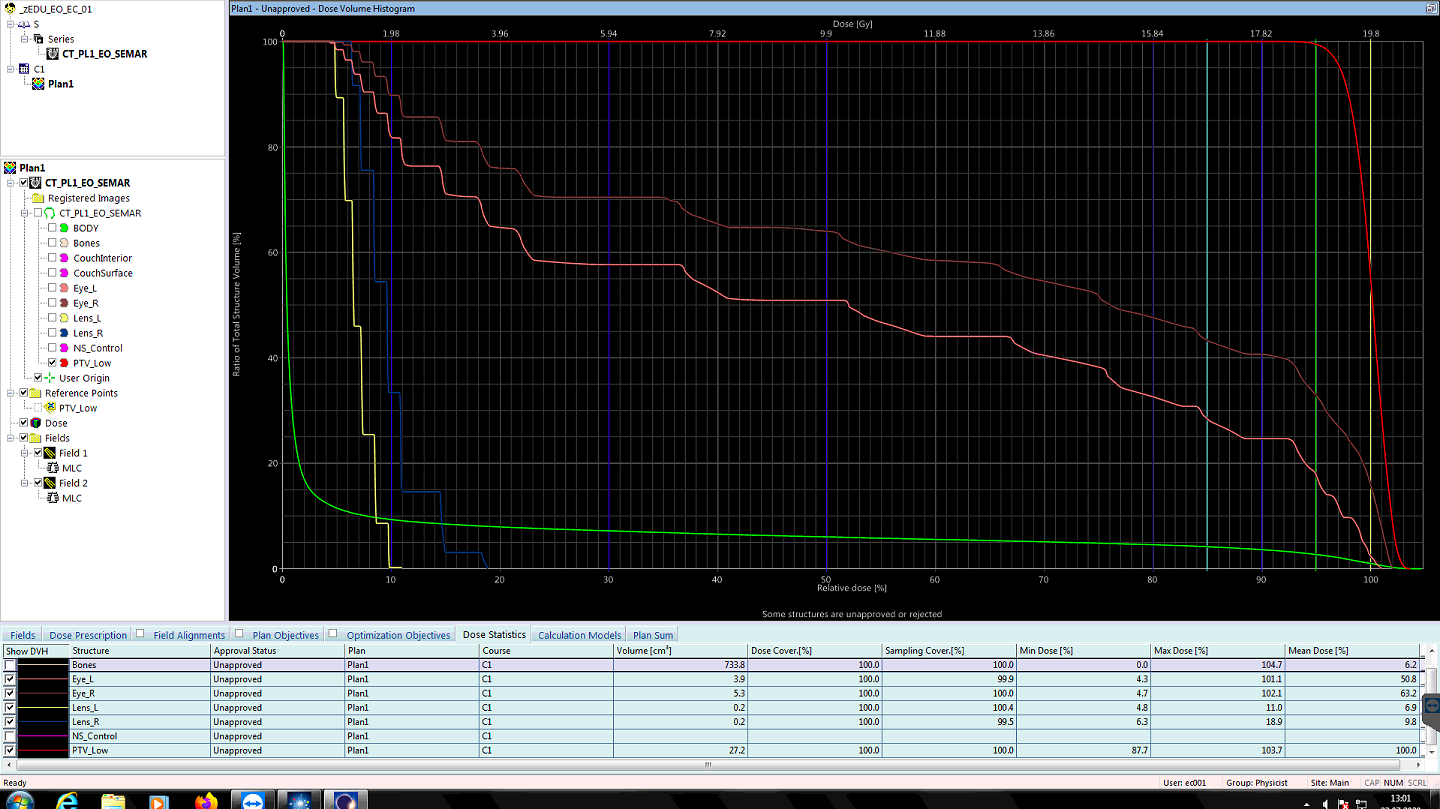 _zEDU_EO_EC_01
S
Series
CT_PL1_EO_SEMAR
C1
Plan1
Plan1
CT_PL1_EO_SEMAR
Registered Images
CT_PL1_EO_SEMAR
BODY
Bones
CouchInterior
CouchSurface
Eye_L
Eye_R
Lens_L
Lens_R
NS_Control
PTV_Low
User Origin
Reference Points
PTV_Low
Dose
Fields
Field 1
MLC
Field 2
MLC
Plan1 - Unapproved - Dose Volume Histogram
Dose [Gy]
0 1.98 3.96 5.94 7.92 9.9 11.88 13.86 15.84 17.82 19.8
100
80
60
40
20
0
Ratio of Total Structure Volume [%]
0 10 20 30 40 50 60 70 80 90 100
Relative dose [%]
Some structures are unapproved or rejected
Fields Dose Prescription Field Alignments Plan Objectives Optimization Objectives Dose Statistics Calculation Models Plan Sum
Show DVH Structure Approval Status Plan Course Volume [cm³] Dose Cover.[%] Sampling Cover.[%] Min Dose [%] Max Dose [%] Mean Dose [%]
Bones Unapproved Plan1 C1 733.8 100.0 100.0 0.0 104.7 6.2
Eye_L Unapproved Plan1 C1 3.9 100.0 99.9 4.3 101.1 50.8
Eye_R Unapproved Plan1 C1 5.3 100.0 100.0 4.7 102.1 63.2
Lens_L Unapproved Plan1 C1 0.2 100.0 100.4 4.8 11.0 6.9
Lens_R Unapproved Plan1 C1 0.2 100.0 99.5 6.3 18.9 9.8
NS_Control Unapproved Plan1 C1
PTV_Low Unapproved Plan1 C1 27.2 100.0 100.0 87.7 103.7 100.0
Ready
User: ec001 Group: Physicist Site: Main CAP NUM SCRL
13:01